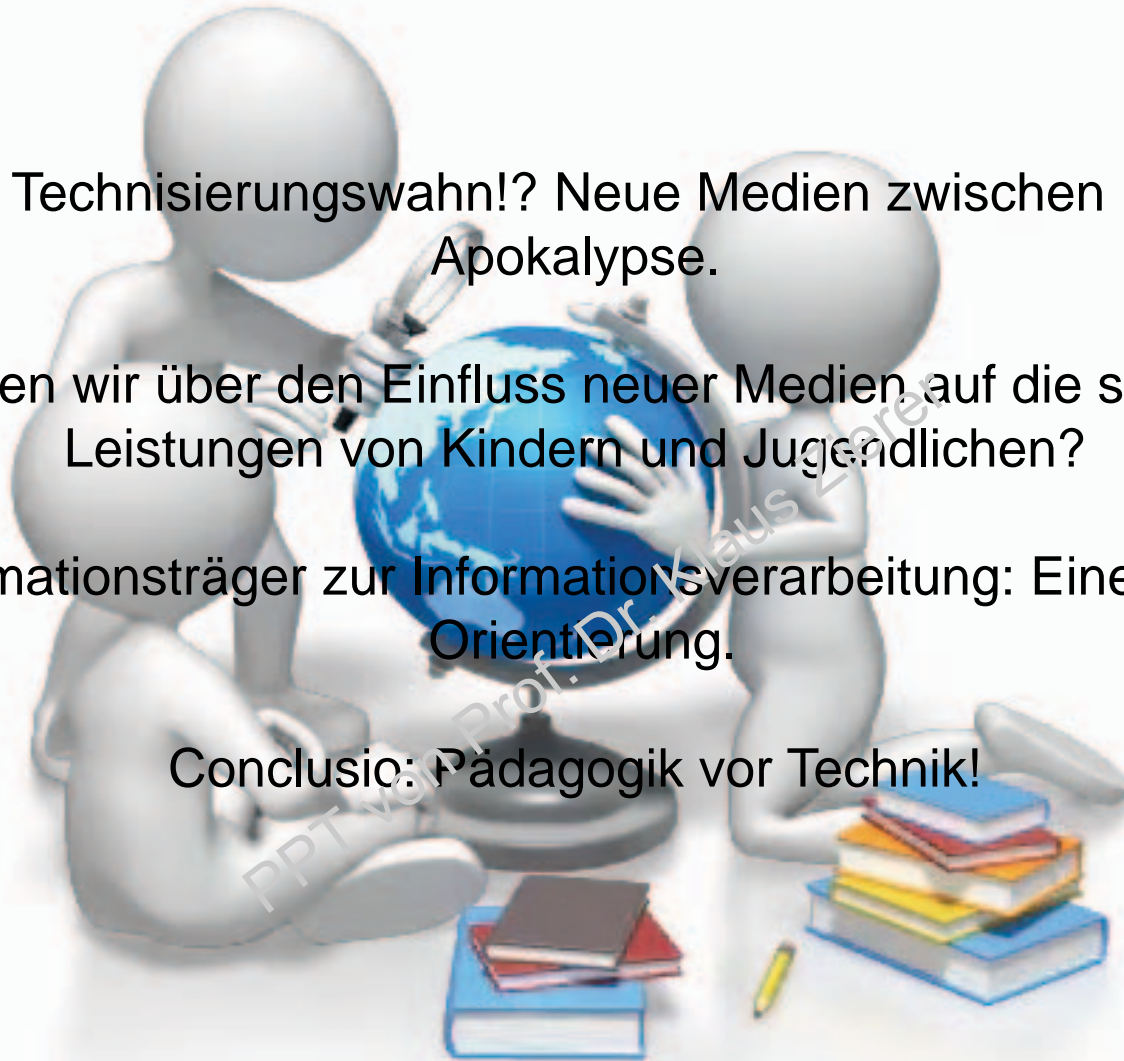 Technisierungswahn!? Neue Medien zwischen
Apokalypse.
en wir über den Einfluss neuer Medien auf die s
Leistungen von Kindern und Jugendlichen?
mationsträger zur Informationsverarbeitung: Eine
Orientierung.
Conclusio: Pädagogik vor Technik!
PPT von Prof. Dr. Klaus Zierer